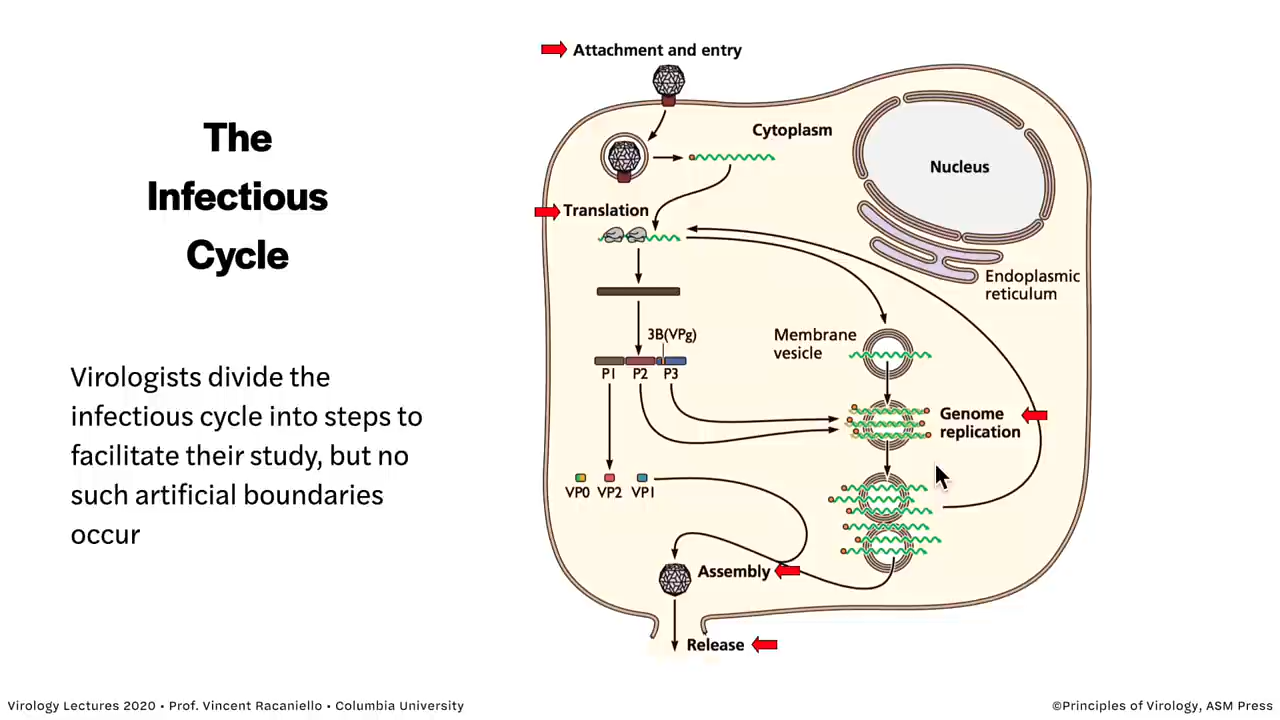 The
Infectious
Cycle
Virologists divide the
infectious cycle into steps to
facilitate their study, but no
such artificial boundaries
occur
Attachment and entry
Cytoplasm
Nucleus
Translation
Endoplasmic
reticulum
3B(VPg)
Membrane
vesicle
P1 P2 P3
Genome
replication
VP0 VP2 VP1
Assembly
Release
Virology Lectures 2020 • Prof. Vincent Racaniello • Columbia University
©Principles of Virology, ASM Press